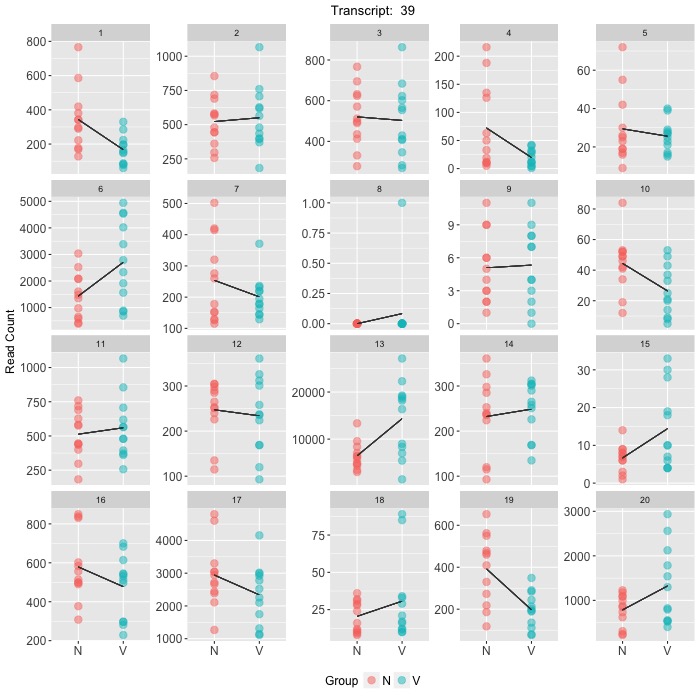 Transcript: 39
1 2 3 4 5
800 600 400 200
1000 750 500 250
800 600 400
200 150 100 50 0
60 40 20
6 7 8 9 10
5000 4000 3000 2000 1000
500 400 300 200 100
1.00 0.75 0.50 0.25 0.00
9 6 3 0
80 60 40 20
Read Count
11 12 13 14 15
1000 750 500 250
300 200 100
20000 10000
300 200 100
30 20 10 0
16 17 18 19 20
800 600 400 200
4000 3000 2000 1000
75 50 25
600 400 200
3000 2000 1000
N V N V N V N V N V
Group N V